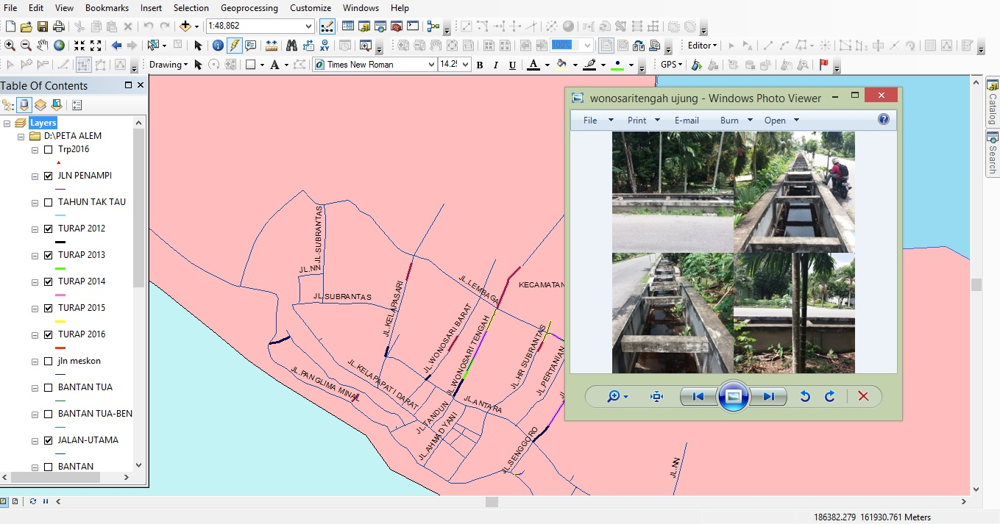 File Edit View Bookmarks Insert Selection Geoprocessing Customize Windows Help
1:48,862
100%
Editor
Drawing
Times New Roman
14.25
B I U A
GPS
Table Of Contents
Layers
D:\PETA ALEM
Trp2016
JLN PENAMPI
TAHUN TAK TAU
TURAP 2012
TURAP 2013
TURAP 2014
TURAP 2015
TURAP 2016
jln meskon
BANTAN TUA
BANTAN TUA-BEN
JALAN-UTAMA
BANTAN
JL.SUBRANTAS
JL.NN
JL.SUBRANTAS
JL.KELAPASARI
JL.LEMBAGA
KECAMATAN
JL.WONOSARI BARAT
JL.WONOSARI TENGAH
JL.HR SUBRANTAS
JL.PERTANIAN
JL.PANGLIMA MINAL
JL.KELAPAPATI DARAT
JL.TANDUN
JL.ANTARA
JL.AHMAD YANI
JL.SENGGORO
JL.NN
wonosaritengah ujung - Windows Photo Viewer
File Print E-mail Burn Open
Catalog
Search
186382.279 161930.761 Meters